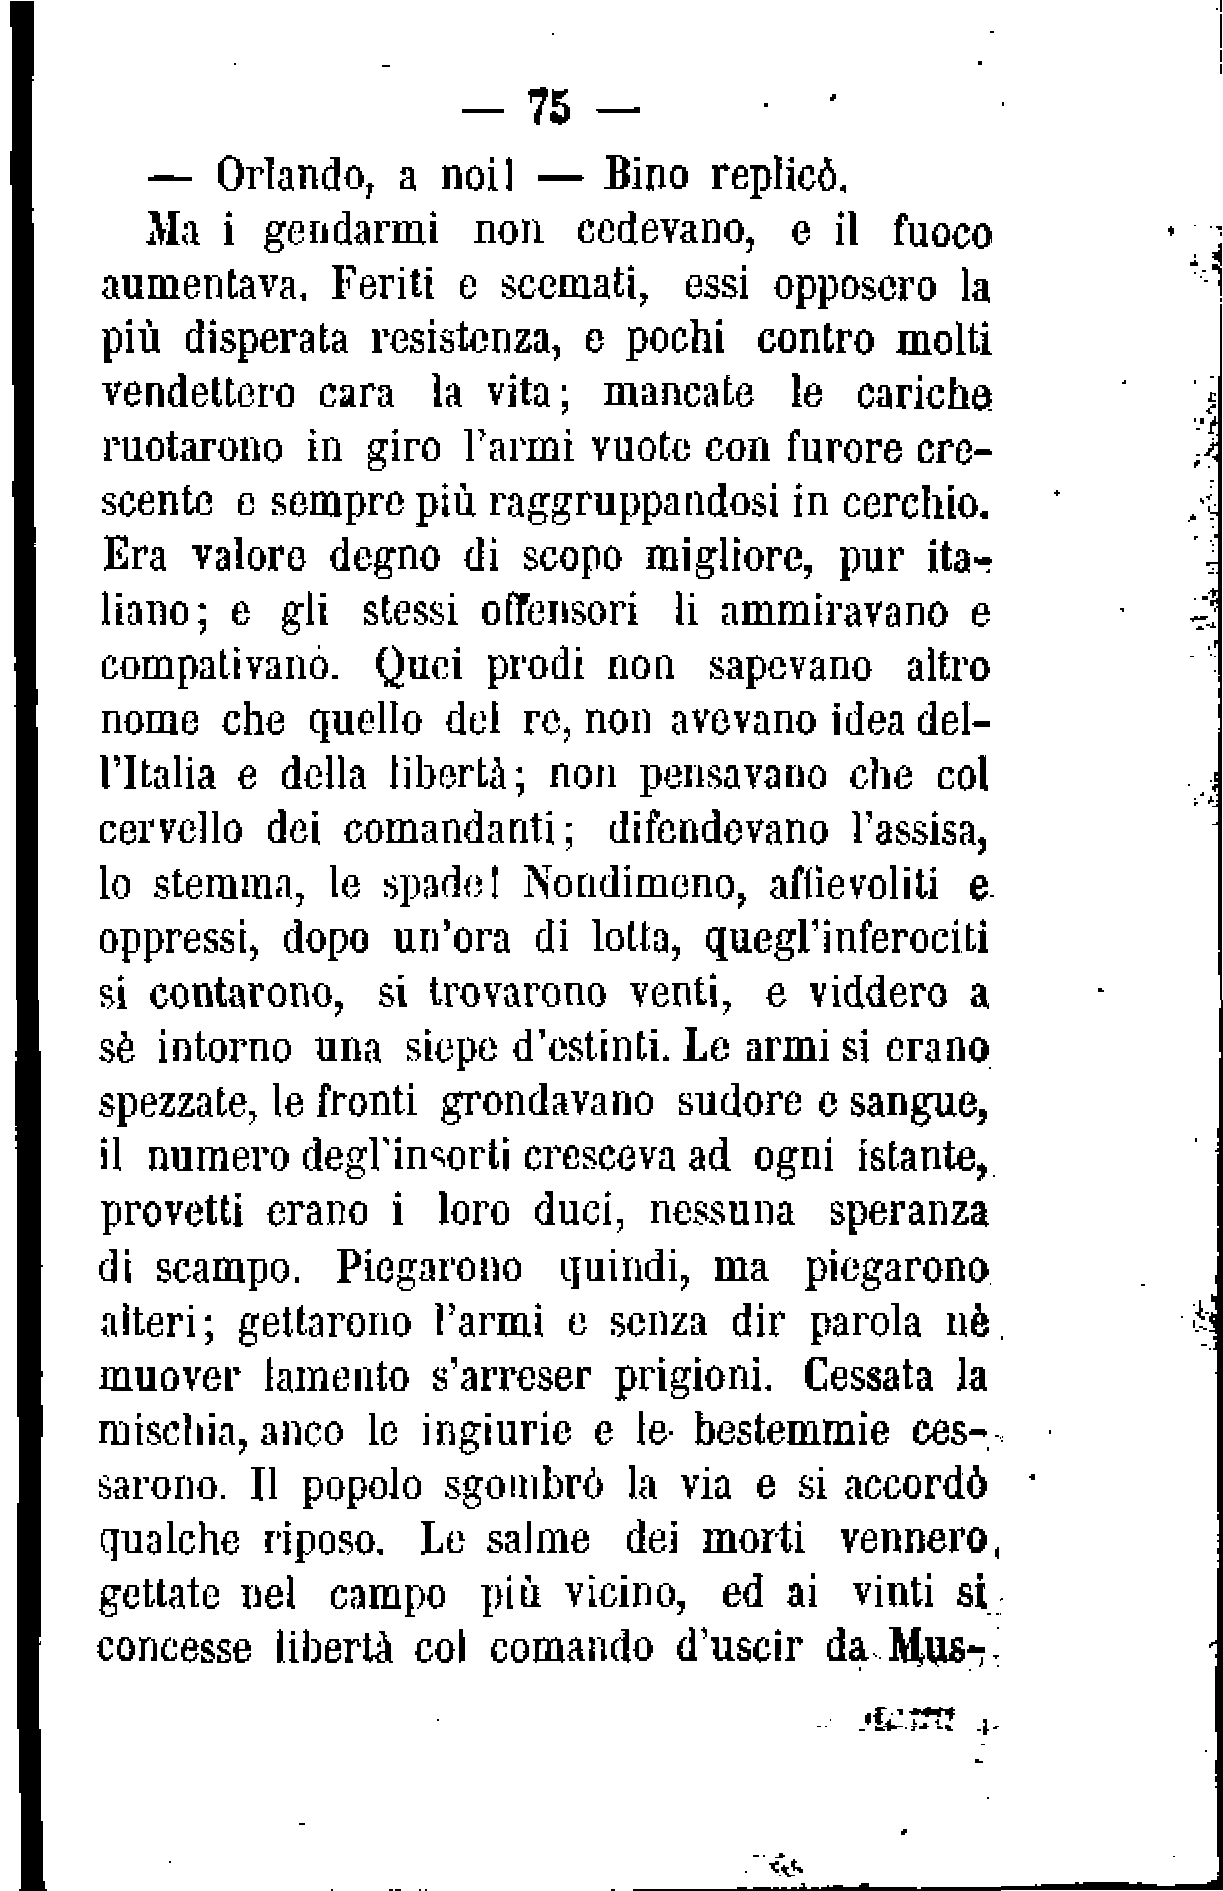 — 75 —
— Orlando, a noi! — Bino replicò.
Ma i gendarmi non cedevano, e il fuoco
aumentava. Feriti e scemati, essi opposero la
più disperata resistenza, e pochi contro molti
vendettero cara la vita; mancate le cariche
ruotarono in giro l'armi vuote con furore cre-
scente e sempre più raggruppandosi in cerchio.
Era valore degno di scopo migliore, pur ita-
liano; e gli stessi offensori li ammiravano e
compativano. Quei prodi non sapevano altro
nome che quello del re, non avevano idea del-
l'Italia e della libertà; non pensavano che col
cervello dei comandanti; difendevano l'assisa,
lo stemma, le spade! Nondimeno, affievoliti e
oppressi, dopo un'ora di lotta, quegl'inferociti
si contarono, si trovarono venti, e viddero a
sè intorno una siepe d'estinti. Le armi si erano
spezzate, le fronti grondavano sudore e sangue,
il numero degl'insorti cresceva ad ogni istante,
provetti erano i loro duci, nessuna speranza
di scampo. Piegarono quindi, ma piegarono
alteri; gettarono l'armi e senza dir parola nè
muover lamento s'arreser prigioni. Cessata la
mischia, anco le ingiurie e le bestemmie ces-
sarono. Il popolo sgombrò la via e si accordò
qualche riposo. Le salme dei morti vennero
gettate nel campo più vicino, ed ai vinti si
concesse libertà col comando d'uscir da Mus-